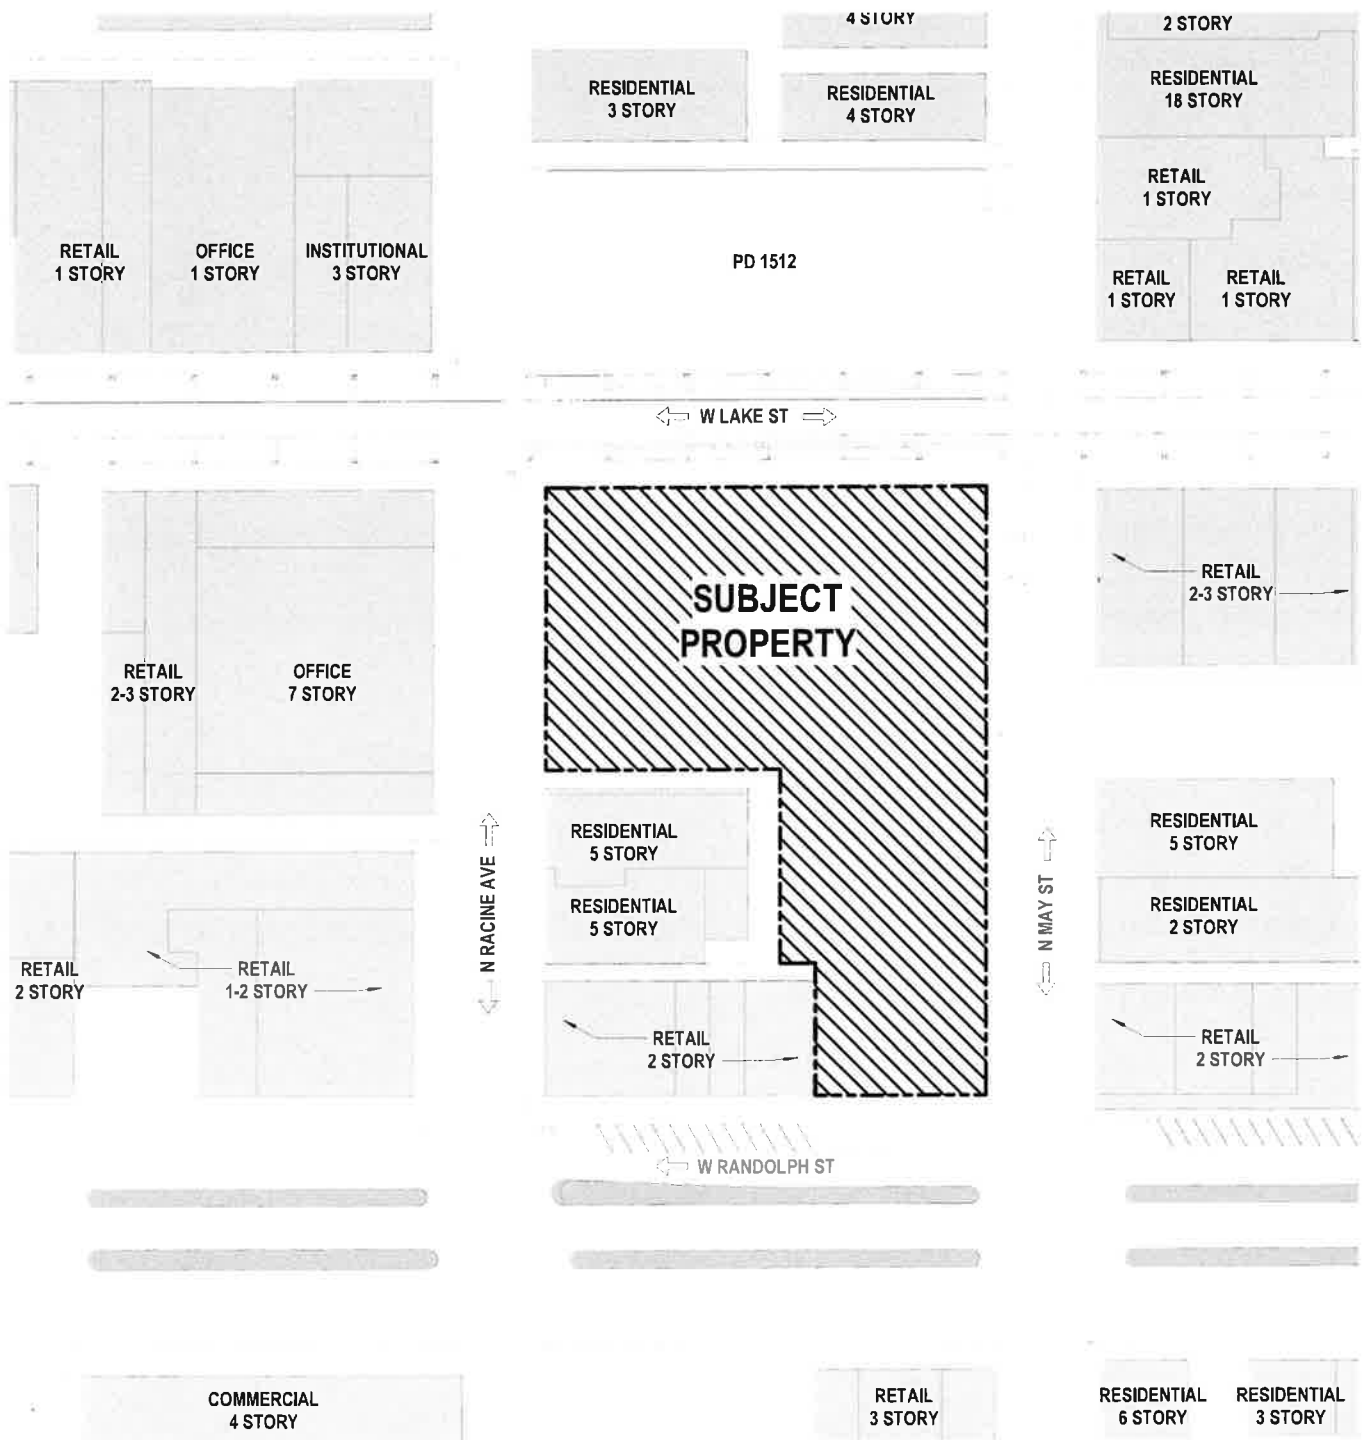 4 STORY
2 STORY
RESIDENTIAL
3 STORY
RESIDENTIAL
4 STORY
RESIDENTIAL
18 STORY
RETAIL
1 STORY
RETAIL
1 STORY
OFFICE
1 STORY
INSTITUTIONAL
3 STORY
PD 1512
RETAIL
1 STORY
RETAIL
1 STORY
W LAKE ST
SUBJECT
PROPERTY
RETAIL
2-3 STORY
RETAIL
2-3 STORY
OFFICE
7 STORY
RESIDENTIAL
5 STORY
RESIDENTIAL
5 STORY
N RACINE AVE
N MAY ST
RESIDENTIAL
5 STORY
RESIDENTIAL
2 STORY
RETAIL
2 STORY
RETAIL
1-2 STORY
RETAIL
2 STORY
RETAIL
2 STORY
W RANDOLPH ST
COMMERCIAL
4 STORY
RETAIL
3 STORY
RESIDENTIAL
6 STORY
RESIDENTIAL
3 STORY